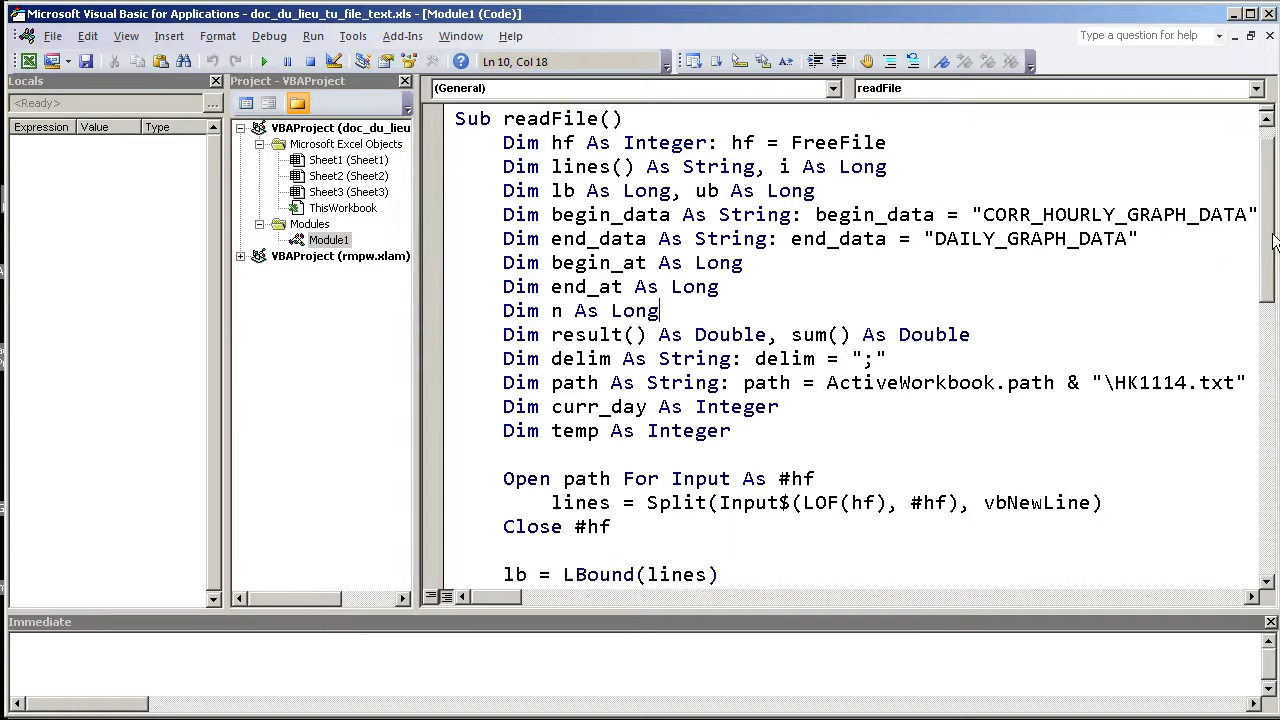 Microsoft Visual Basic for Applications - doc_du_lieu_tu_file_text.xls - [Module1 (Code)]
File Edit View Insert Format Debug Run Tools Add-Ins Window Help
Type a question for help
Ln 10, Col 18
Locals
<Ready>
...
Expression Value Type
Project - VBAProject
VBAProject (doc_du_lieu
Microsoft Excel Objects
Sheet1 (Sheet1)
Sheet2 (Sheet2)
Sheet3 (Sheet3)
ThisWorkbook
Modules
Module1
VBAProject (rmpw.xlam)
(General)
readFile
Sub readFile()
Dim hf As Integer: hf = FreeFile
Dim lines() As String, i As Long
Dim lb As Long, ub As Long
Dim begin_data As String: begin_data = "CORR_HOURLY_GRAPH_DATA"
Dim end_data As String: end_data = "DAILY_GRAPH_DATA"
Dim begin_at As Long
Dim end_at As Long
Dim n As Long
Dim result() As Double, sum() As Double
Dim delim As String: delim = ";"
Dim path As String: path = ActiveWorkbook.path & "\HK1114.txt"
Dim curr_day As Integer
Dim temp As Integer
Open path For Input As #hf
lines = Split(Input$(LOF(hf), #hf), vbNewLine)
Close #hf
lb = LBound(lines)
Immediate